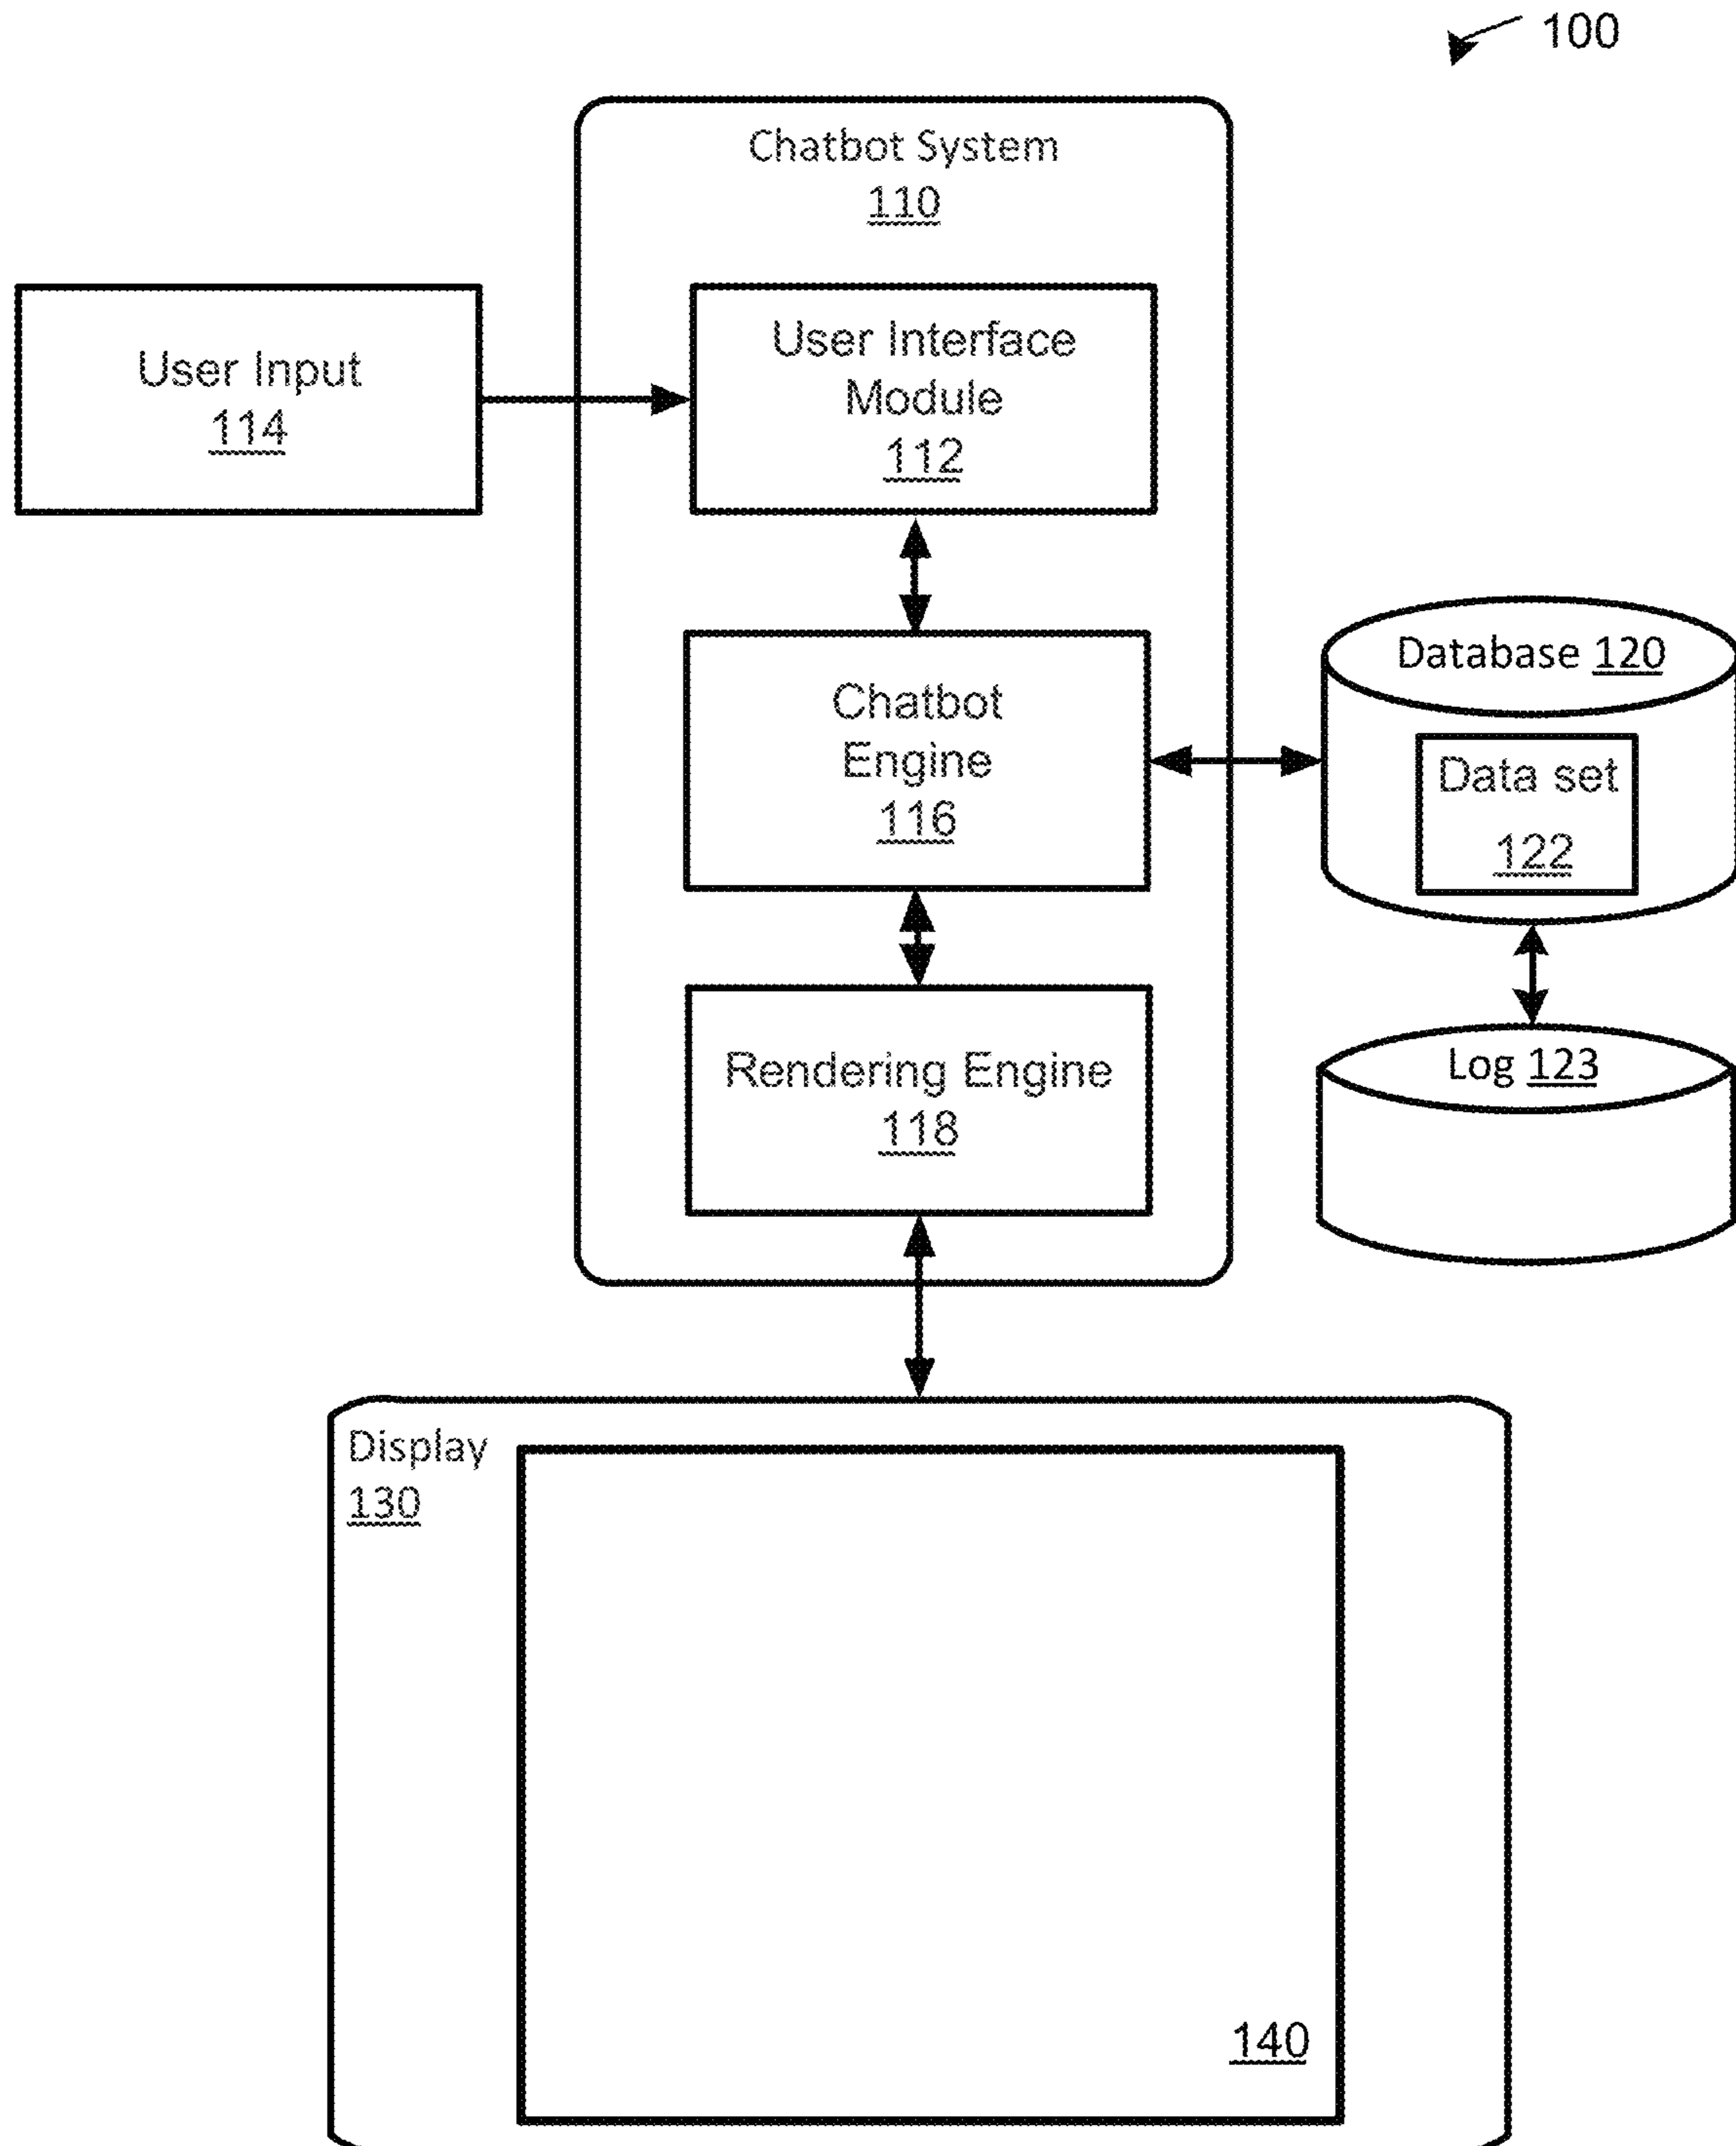 100
Chatbot System
110
User Input
114
User Interface
Module
112
Chatbot
Engine
116
Database 120
Data set
122
Rendering Engine
118
Log 123
Display
130
140